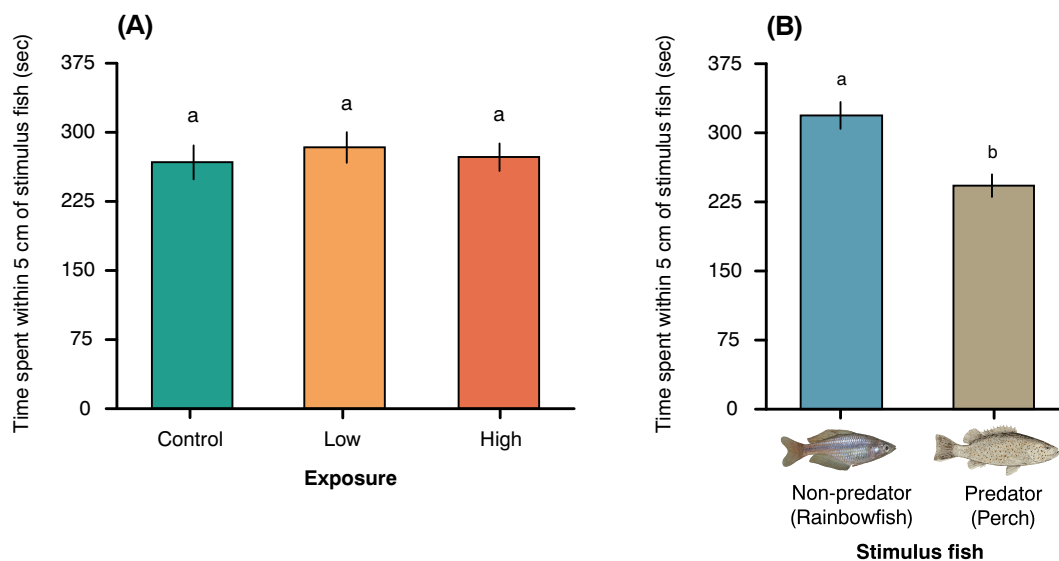 (A)
Time spent within 5 cm of stimulus fish (sec)
375
300
225
150
75
0
a
a
a
Control
Low
High
Exposure
(B)
Time spent within 5 cm of stimulus fish (sec)
375
300
225
150
75
0
a
b
Non-predator
(Rainbowfish)
Predator
(Perch)
Stimulus fish